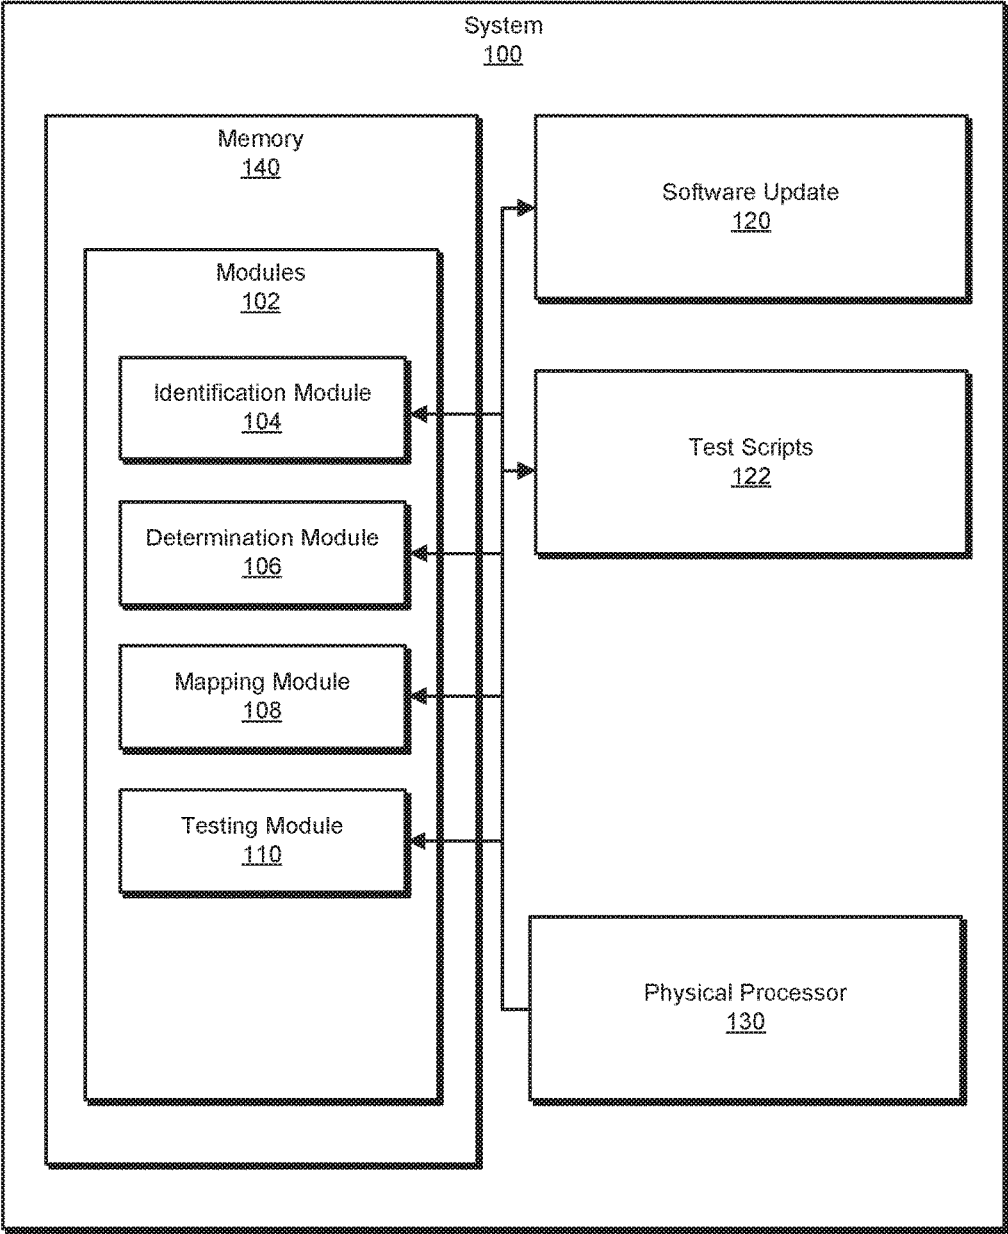 System
100
Memory
140
Modules
102
Identification Module
104
Determination Module
106
Mapping Module
108
Testing Module
110
Software Update
120
Test Scripts
122
Physical Processor
130